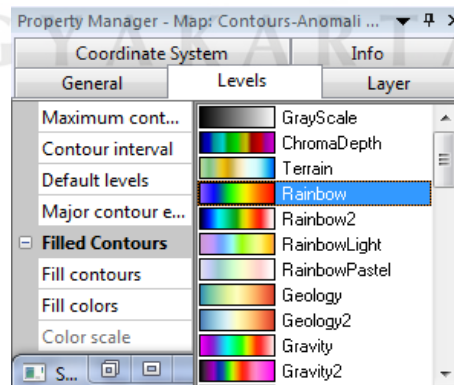 Property Manager - Map: Contours-Anomali ...
GYAKARTA
Coordinate System
Info
General
Levels
Layer
Maximum cont...
Contour interval
Default levels
Major contour e...
Filled Contours
Fill contours
Fill colors
Color scale
S...
GrayScale
ChromaDepth
Terrain
Rainbow
Rainbow2
RainbowLight
RainbowPastel
Geology
Geology2
Gravity
Gravity2